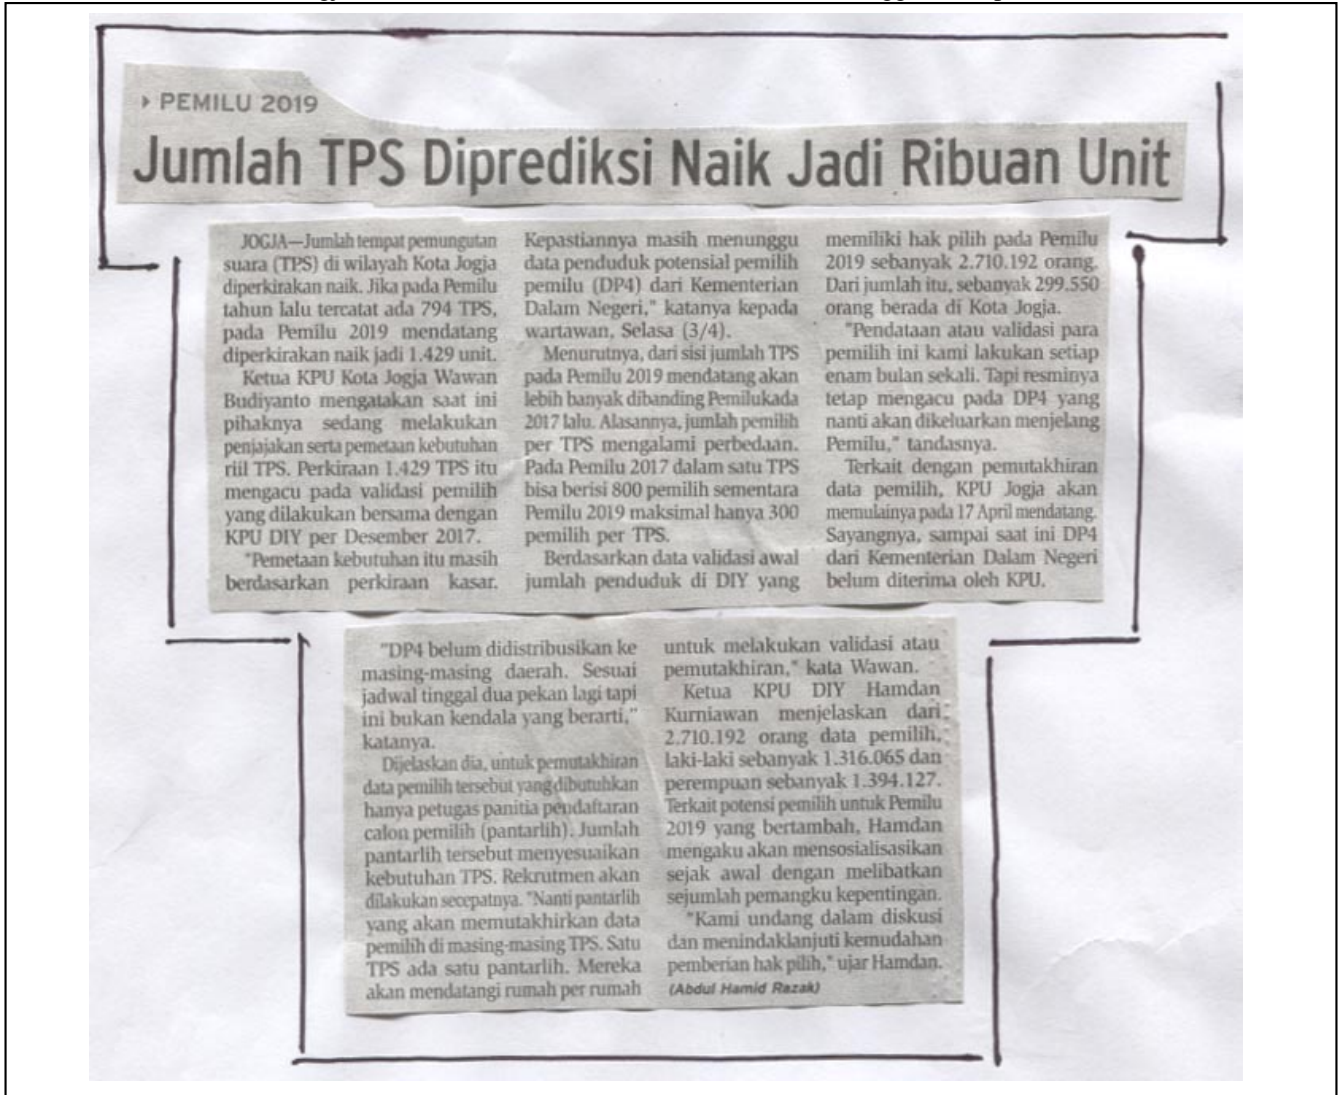 PEMILU 2019
Jumlah TPS Diprediksi Naik Jadi Ribuan Unit
JOGJA—Jumlah tempat pemungutan
suara (TPS) di wilayah Kota Jogja
diperkirakan naik. Jika pada Pemilu
tahun lalu tercatat ada 794 TPS,
pada Pemilu 2019 mendatang
diperkirakan naik jadi 1.429 unit.
Ketua KPU Kota Jogja Wawan
Budiyanto mengatakan saat ini
pihaknya sedang melakukan
penjajakan serta pemetaan kebutuhan
riil TPS. Perkiraan 1.429 TPS itu
mengacu pada validasi pemilih
yang dilakukan bersama dengan
KPU DIY per Desember 2017.
"Pemetaan kebutuhan itu masih
berdasarkan perkiraan kasar.
Kepastiannya masih menunggu
data penduduk potensial pemilih
pemilu (DP4) dari Kementerian
Dalam Negeri," katanya kepada
wartawan, Selasa (3/4).
Menurutnya, dari sisi jumlah TPS
pada Pemilu 2019 mendatang akan
lebih banyak dibanding Pemilukada
2017 lalu. Alasannya, jumlah pemilih
per TPS mengalami perbedaan.
Pada Pemilu 2017 dalam satu TPS
bisa berisi 800 pemilih sementara
Pemilu 2019 maksimal hanya 300
pemilih per TPS.
Berdasarkan data validasi awal
jumlah penduduk di DIY yang
memiliki hak pilih pada Pemilu
2019 sebanyak 2.710.192 orang.
Dari jumlah itu, sebanyak 299.550
orang berada di Kota Jogja.
"Pendataan atau validasi para
pemilih ini kami lakukan setiap
enam bulan sekali. Tapi resminya
tetap mengacu pada DP4 yang
nanti akan dikeluarkan menjelang
Pemilu," tandasnya.
Terkait dengan pemutakhiran
data pemilih, KPU Jogja akan
memulainya pada 17 April mendatang.
Sayangnya, sampai saat ini DP4
dari Kementerian Dalam Negeri
belum diterima oleh KPU.
"DP4 belum didistribusikan ke
masing-masing daerah. Sesuai
jadwal tinggal dua pekan lagi tapi
ini bukan kendala yang berarti,"
katanya.
Dijelaskan dia, untuk pemutakhiran
data pemilih tersebut yang dibutuhkan
hanya petugas panitia pendaftaran
calon pemilih (pantarlih). Jumlah
pantarlih tersebut menyesuaikan
kebutuhan TPS. Rekrutmen akan
dilakukan secepatnya. "Nanti pantarlih
yang akan memutakhirkan data
pemilih di masing-masing TPS. Satu
TPS ada satu pantarlih. Mereka
akan mendatangi rumah per rumah
untuk melakukan validasi atau
pemutakhiran," kata Wawan.
Ketua KPU DIY Hamdan
Kurniawan menjelaskan dari
2.710.192 orang data pemilih,
laki-laki sebanyak 1.316.065 dan
perempuan sebanyak 1.394.127.
Terkait potensi pemilih untuk Pemilu
2019 yang bertambah, Hamdan
mengaku akan mensosialisasikan
sejak awal dengan melibatkan
sejumlah pemangku kepentingan.
"Kami undang dalam diskusi
dan menindaklanjuti kemudahan
pemberian hak pilih," ujar Hamdan.
(Abdul Hamid Razak)